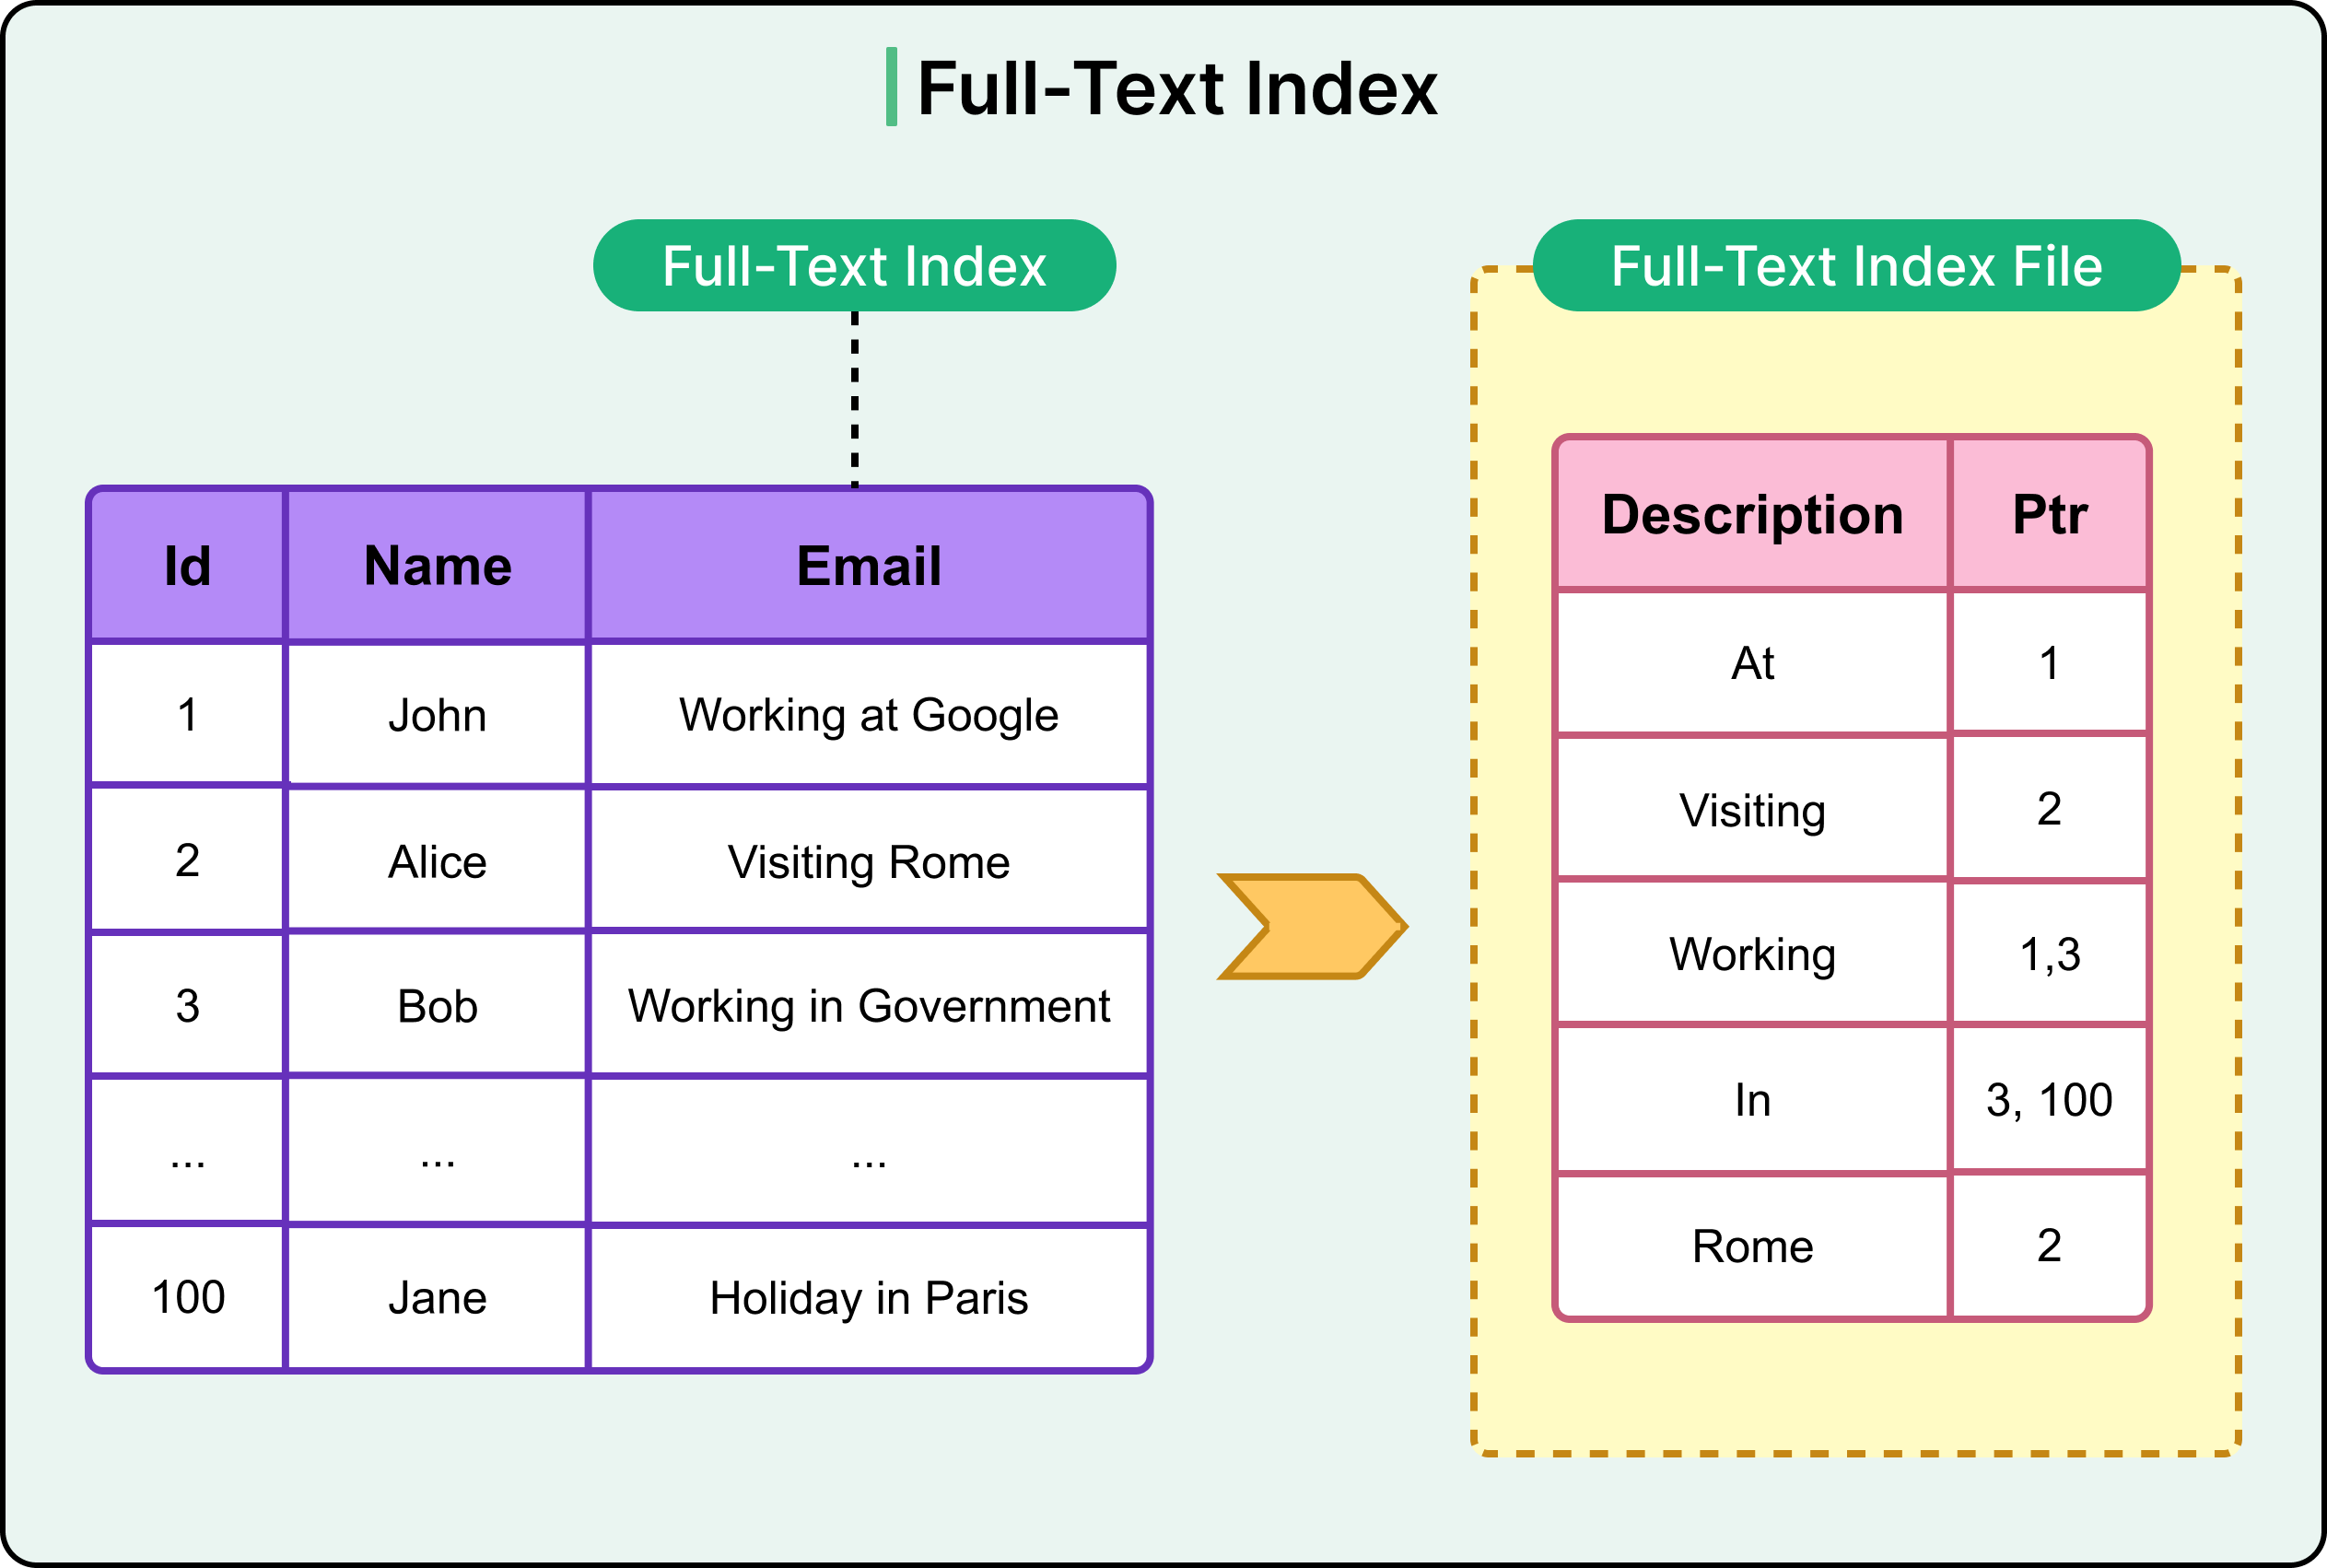 Full-Text Index
Full-Text Index
Full-Text Index File
Id Name Email
1 John Working at Google
2 Alice Visiting Rome
3 Bob Working in Government
... ... ...
100 Jane Holiday in Paris
Description Ptr
At 1
Visiting 2
Working 1,3
In 3, 100
Rome 2